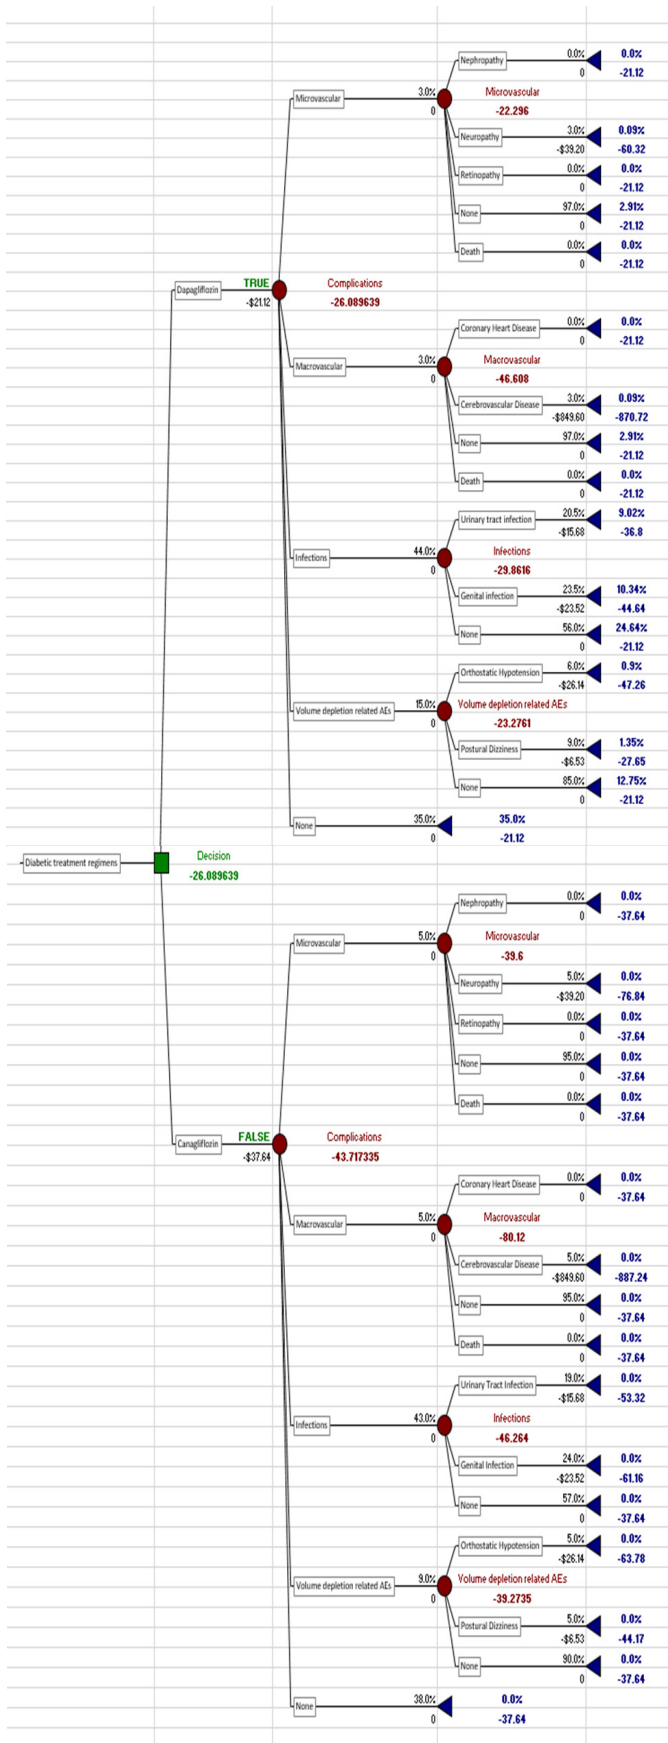 Nephropathy 0.0% 0.0%
0 -21.12
Microvascular 3.0% Microvascular
0 -22.296
Neuropathy 3.0% 0.09%
-$39.20 -60.32
Retinopathy 0.0% 0.0%
0 -21.12
None 97.0% 2.91%
0 -21.12
Death 0.0% 0.0%
0 -21.12
Dapagliflozin TRUE Complications
-$21.12 -26.089639
Coronary Heart Disease 0.0% 0.0%
0 -21.12
Macrovascular 3.0% Macrovascular
0 -46.608
Cerebrovascular Disease 3.0% 0.09%
-$849.60 -870.72
None 97.0% 2.91%
0 -21.12
Death 0.0% 0.0%
0 -21.12
Urinary tract infection 20.5% 9.02%
-$15.68 -36.8
Infections 44.0% Infections
0 -29.8616
Genital infection 23.5% 10.34%
-$23.52 -44.64
None 56.0% 24.64%
0 -21.12
Orthostatic Hypotension 6.0% 0.9%
-$26.14 -47.26
Volume depletion related AEs 15.0% Volume depletion related AEs
0 -23.2761
Postural Dizziness 9.0% 1.35%
-$6.53 -27.65
None 85.0% 12.75%
0 -21.12
None 35.0% 35.0%
0 -21.12
Diabetic treatment regimens Decision
-26.089639
Nephropathy 0.0% 0.0%
0 -37.64
Microvascular 5.0% Microvascular
0 -39.6
Neuropathy 5.0% 0.0%
-$39.20 -76.84
Retinopathy 0.0% 0.0%
0 -37.64
None 95.0% 0.0%
0 -37.64
Death 0.0% 0.0%
0 -37.64
Canagliflozin FALSE Complications
-$37.64 -43.717335
Coronary Heart Disease 0.0% 0.0%
0 -37.64
Macrovascular 5.0% Macrovascular
0 -80.12
Cerebrovascular Disease 5.0% 0.0%
-$849.60 -887.24
None 95.0% 0.0%
0 -37.64
Death 0.0% 0.0%
0 -37.64
Urinary Tract Infection 19.0% 0.0%
-$15.68 -53.32
Infections 43.0% Infections
0 -46.264
Genital Infection 24.0% 0.0%
-$23.52 -61.16
None 57.0% 0.0%
0 -37.64
Orthostatic Hypotension 5.0% 0.0%
-$26.14 -63.78
Volume depletion related AEs 9.0% Volume depletion related AEs
0 -39.2735
Postural Dizziness 5.0% 0.0%
-$6.53 -44.17
None 90.0% 0.0%
0 -37.64
None 38.0% 0.0%
0 -37.64